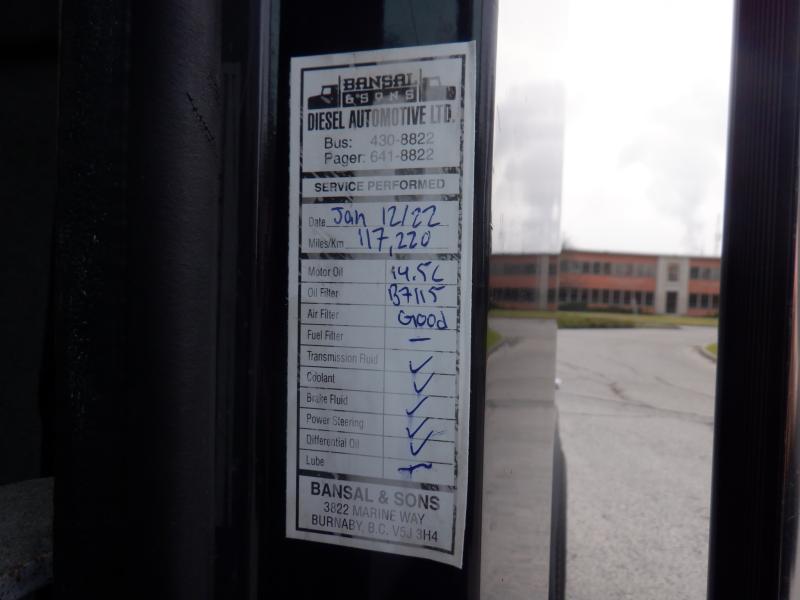 BANSAL
& SONS
DIESEL AUTOMOTIVE LTD.
Bus: 430-8822
Pager: 641-8822
SERVICE PERFORMED
Date Jan 12/22
Miles/Km 117,220
Motor Oil 14.5L
Oil Filter B7115
Air Filter Good
Fuel Filter –
Transmission Fluid ✓
Coolant ✓
Brake Fluid ✓
Power Steering ✓
Differential Oil ✓
Lube
BANSAL & SONS
3822 MARINE WAY
BURNABY, B.C. V5J 3H4